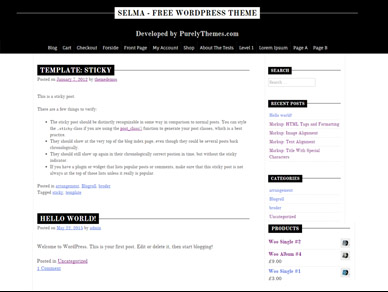 SELMA - FREE WORDPRESS THEME
Developed by PurelyThemes.com
Blog Cart Checkout Forside Front Page My Account Shop About The Tests Level 1 Lorem Ipsum Page A Page B
TEMPLATE: STICKY
Posted on January 7, 2012 by themedemos
This is a sticky post.
There are a few things to verify:
The sticky post should be distinctly recognizable in some way in comparison to normal posts. You can style
the .sticky class if you are using the post_class() function to generate your post classes, which is a best
practice.
They should show at the very top of the blog index page, even though they could be several posts back
chronologically.
They should still show up again in their chronologically correct postion in time, but without the sticky
indicator.
If you have a plugin or widget that lists popular posts or comments, make sure that this sticky post is not
always at the top of those lists unless it really is popular.
Posted in arrangement, Blogroll, broder
Tagged sticky, template
HELLO WORLD!
Posted on May 23, 2014 by admin
Welcome to WordPress. This is your first post. Edit or delete it, then start blogging!
Posted in Uncategorized
1 Comment
SEARCH
Search
RECENT POSTS
Hello world!
Markup: HTML Tags and Formatting
Markup: Image Alignment
Markup: Text Alignment
Markup: Title With Special
Characters
CATEGORIES
arrangement
Blogroll
broder
Uncategorized
PRODUCTS
Woo Single #2
Woo Album #4
£9.00
Woo Single #1
£3.00